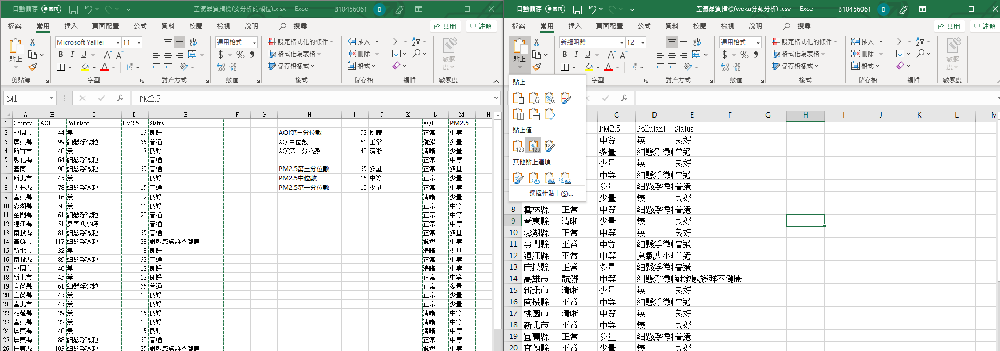 自動儲存 關閉 空氣品質指標(要分析的欄位).xlsx - Excel B10456061 B
檔案 常用 插入 頁面配置 公式 資料 校閱 檢視 說明 搜尋 共用 註解
貼上 Microsoft YaHei 11 通用格式 設定格式化的條件 插入
B I U A A $ % 格式化為表格 刪除 敏感度
A 儲存格樣式 格式
剪貼簿 字型 對齊方式 數值 樣式 儲存格 編輯 敏感度
M1 fx PM2.5
A B C D E F G H I J K L M N
1 County AQI Pollutant PM2.5 Status AQI PM2.5
2 桃園市 44 無 13 良好 AQI第三分位數 92 骯髒 正常 中等
3 屏東縣 99 細懸浮微粒 35 普通 AQI中位數 61 正常 骯髒 多量
4 新竹市 40 無 7 良好 AQI第一分為數 40 清晰 清晰 少量
5 彰化縣 64 細懸浮微粒 11 普通 正常 中等
6 臺南市 90 細懸浮微粒 39 普通 PM2.5第三分位數 35 多量 正常 多量
7 新北市 45 無 8 良好 PM2.5中位數 16 中等 正常 少量
8 雲林縣 78 細懸浮微粒 15 普通 PM2.5第一分位數 10 少量 正常 中等
9 臺東縣 16 無 2 良好 清晰 少量
10 澎湖縣 50 無 11 良好 正常 中等
11 金門縣 61 細懸浮微粒 20 普通 正常 中等
12 連江縣 51 臭氧八小時 11 普通 正常 中等
13 南投縣 81 細懸浮微粒 35 普通 正常 多量
14 高雄市 117 細懸浮微粒 28 對敏感族群不健康 骯髒 中等
15 新北市 32 無 8 良好 清晰 少量
16 南投縣 89 細懸浮微粒 32 普通 正常 中等
17 桃園市 40 無 12 良好 清晰 中等
18 新北市 45 無 12 良好 正常 中等
19 宜蘭縣 61 細懸浮微粒 35 普通 正常 多量
20 宜蘭縣 43 無 10 良好 正常 少量
21 臺北市 43 無 0 良好 正常 少量
22 花蓮縣 29 無 15 良好 清晰 中等
23 臺東縣 22 無 18 良好 清晰 中等
24 屏東縣 40 無 15 良好 清晰 中等
25 屏東縣 88 細懸浮微粒 30 普通 正常 中等
26 屏東縣 103 細懸浮微粒 25 對敏感族群不健康 骯髒 中等
自動儲存 關閉 空氣品質指標(weka分類分析) .csv - Excel B10456061 B
檔案 常用 插入 頁面配置 公式 資料 校閱 檢視 說明 搜尋 共用 註解
貼上 新細明體 12 通用格式 設定格式化的條件 插入
B I U A A $ % 格式化為表格 刪除 敏感度
A 儲存格樣式 格式
字型 對齊方式 數值 樣式 儲存格 編輯 敏感度
fx
貼上
貼上值
其他貼上選項
選擇性貼上(S)...
C D E F G H I J K L M
PM2.5 Pollutant Status
中等 無 良好
多量 細懸浮微 普通
少量 無 良好
中等 細懸浮微 普通
多量 細懸浮微 普通
少量 無 良好
8 雲林縣 正常 中等 細懸浮微 普通
9 臺東縣 清晰 少量 無 良好
10 澎湖縣 正常 中等 無 良好
11 金門縣 正常 中等 細懸浮微 普通
12 連江縣 正常 中等 臭氧八小 普通
13 南投縣 正常 多量 細懸浮微 普通
14 高雄市 骯髒 中等 細懸浮微 對敏感族群不健康
15 新北市 清晰 少量 無 良好
16 南投縣 正常 中等 細懸浮微 普通
17 桃園市 清晰 中等 無 良好
18 新北市 正常 中等 無 良好
19 宜蘭縣 正常 多量 細懸浮微 普通
20 宜蘭縣 正常 少量 無 良好